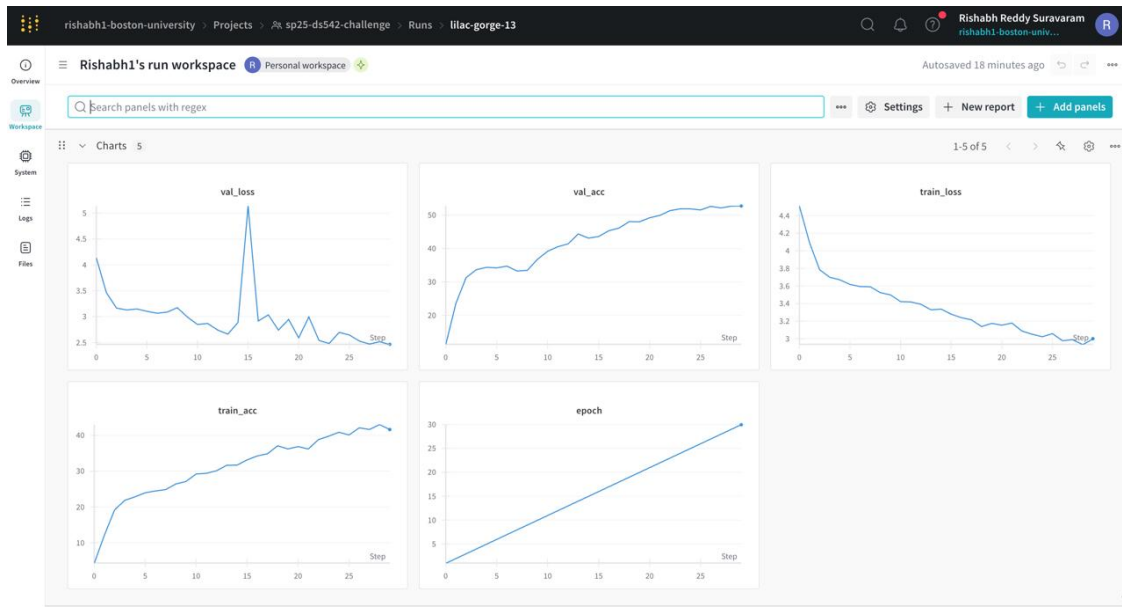 rishabh1-boston-university > Projects > sp25-ds542-challenge > Runs > lilac-gorge-13
Rishabh Reddy Suravaram
rishabh1-boston-univ...
R
Overview
Rishabh1's run workspace R Personal workspace
Autosaved 18 minutes ago
Workspace
Search panels with regex
Settings
+ New report
+ Add panels
Charts 5
1-5 of 5
System
Logs
Files
val_loss
5
4.5
4
3.5
3
2.5
Step
0 5 10 15 20 25
val_acc
50
40
30
20
Step
0 5 10 15 20 25
train_loss
4.4
4.2
4
3.8
3.6
3.4
3.2
3
Step
0 5 10 15 20 25
train_acc
40
30
20
10
Step
0 5 10 15 20 25
epoch
30
25
20
15
10
5
Step
0 5 10 15 20 25